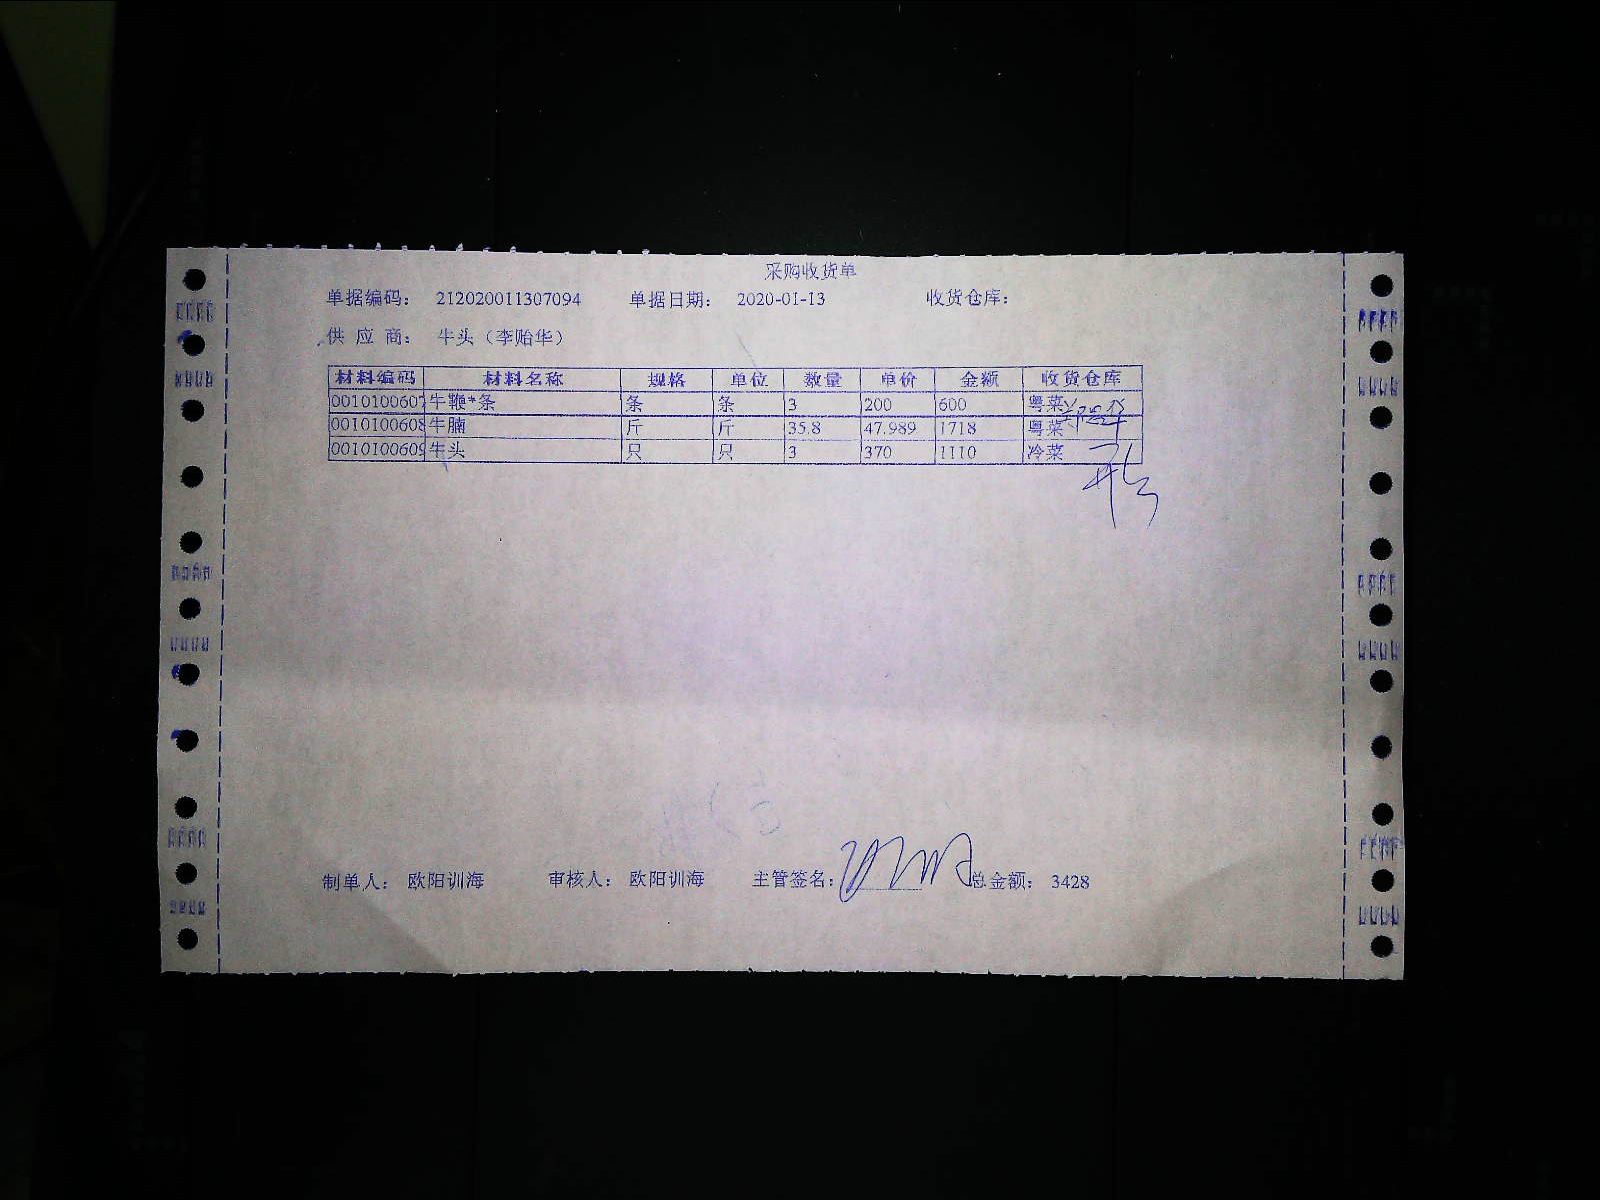 采购收货单
单据编码： 212020011307094 单据日期： 2020-01-13 收货仓库：
供 应 商： 牛头（李贻华）
材料编码 材料名称 规格 单位 数量 单价 金额 收货仓库
0010100607 牛鞭*条 条 条 3 200 600 粤菜
0010100608 牛腩 斤 斤 35.8 47.989 1718 粤菜
0010100609 牛头 只 只 3 370 1110 冷菜
制单人： 欧阳训海 审核人： 欧阳训海 主管签名： 总金额： 3428